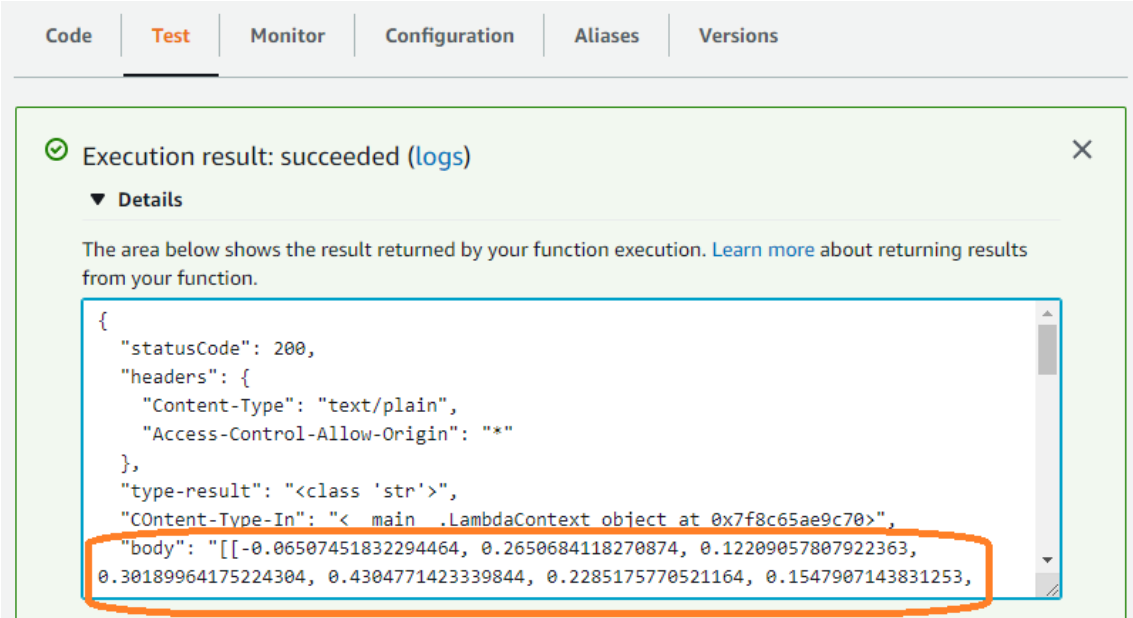 Code Test Monitor Configuration Aliases Versions
Execution result: succeeded (logs)
▼ Details
The area below shows the result returned by your function execution. Learn more about returning results
from your function.
{
"statusCode": 200,
"headers": {
"Content-Type": "text/plain",
"Access-Control-Allow-Origin": "*"
},
"type-result": "<class 'str'>",
"COntent-Type-In": "<__main__.LambdaContext object at 0x7f8c65ae9c70>",
"body": "[[-0.06507451832294464, 0.2650684118270874, 0.12209057807922363,
0.30189964175224304, 0.4304771423339844, 0.2285175770521164, 0.1547907143831253,